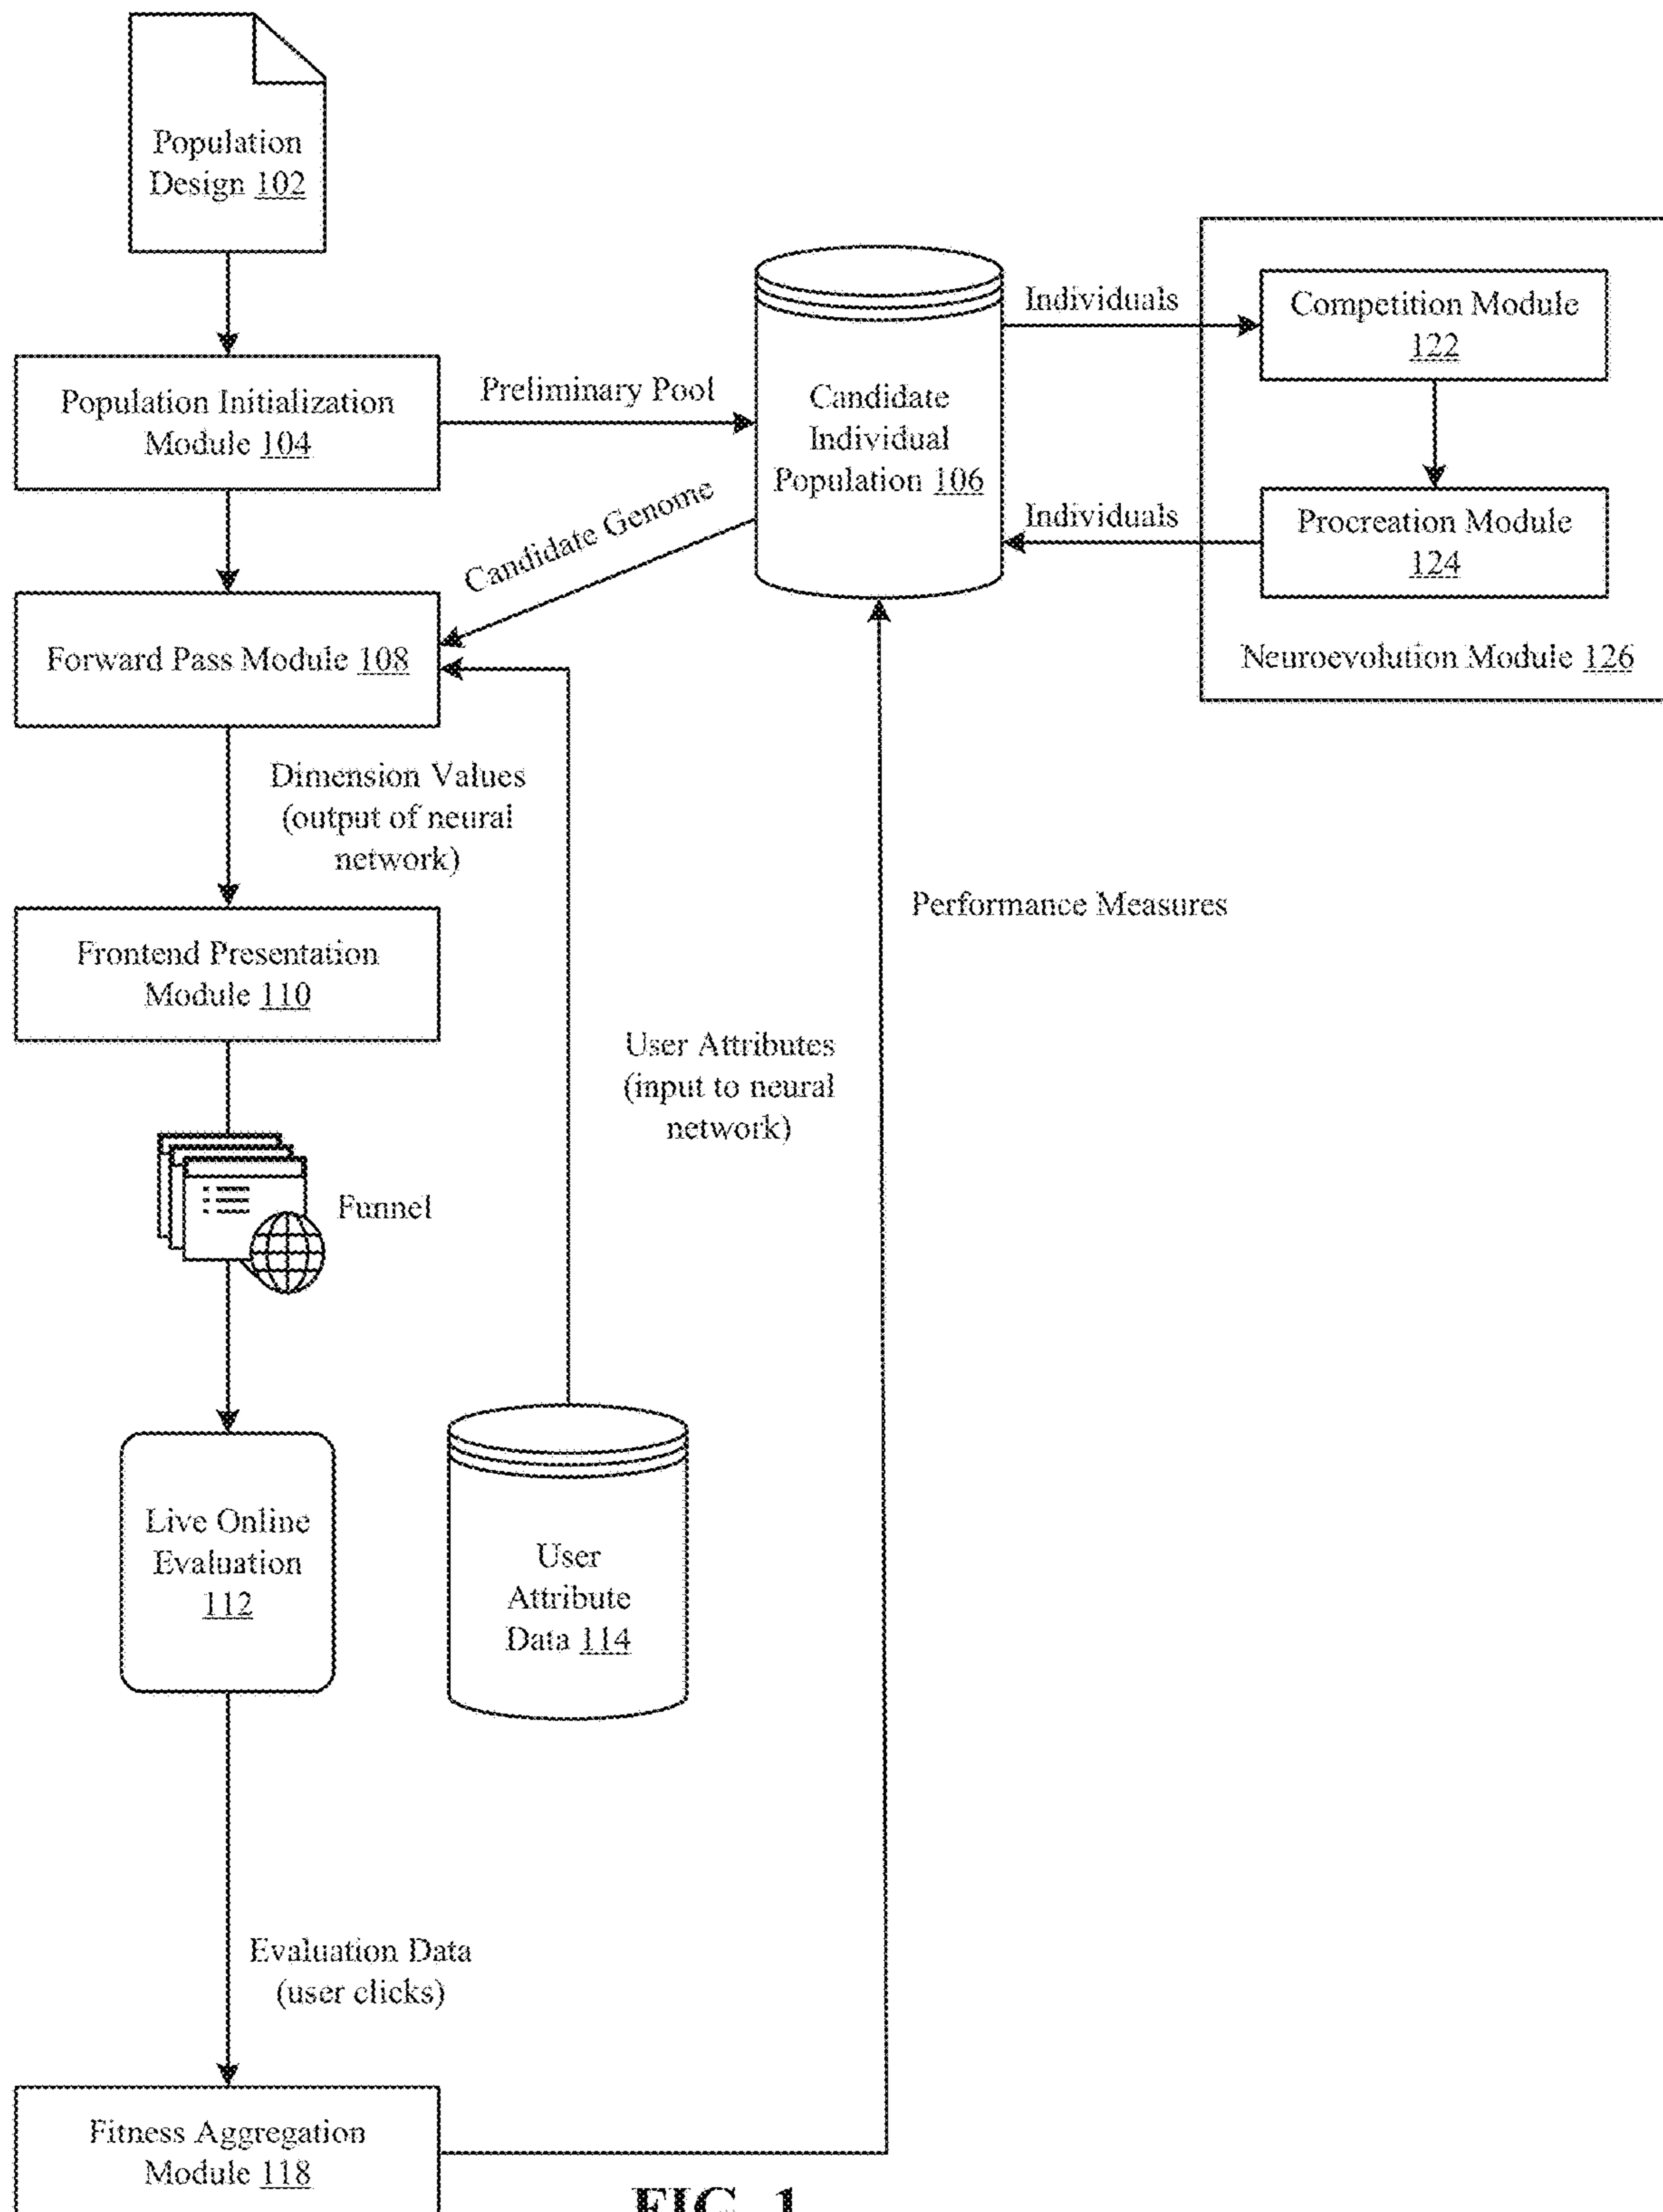 Population
Design 102
Population Initialization
Module 104
Preliminary Pool
Candidate
Individual
Population 106
Individuals
Competition Module
122
Individuals
Procreation Module
124
Neuroevolution Module 126
Candidate Genome
Forward Pass Module 108
Dimension Values
(output of neural
network)
Frontend Presentation
Module 110
Performance Measures
User Attributes
(input to neural
network)
Funnel
Live Online
Evaluation
112
User
Attribute
Data 114
Evaluation Data
(user clicks)
Fitness Aggregation
Module 118
FIG. 1